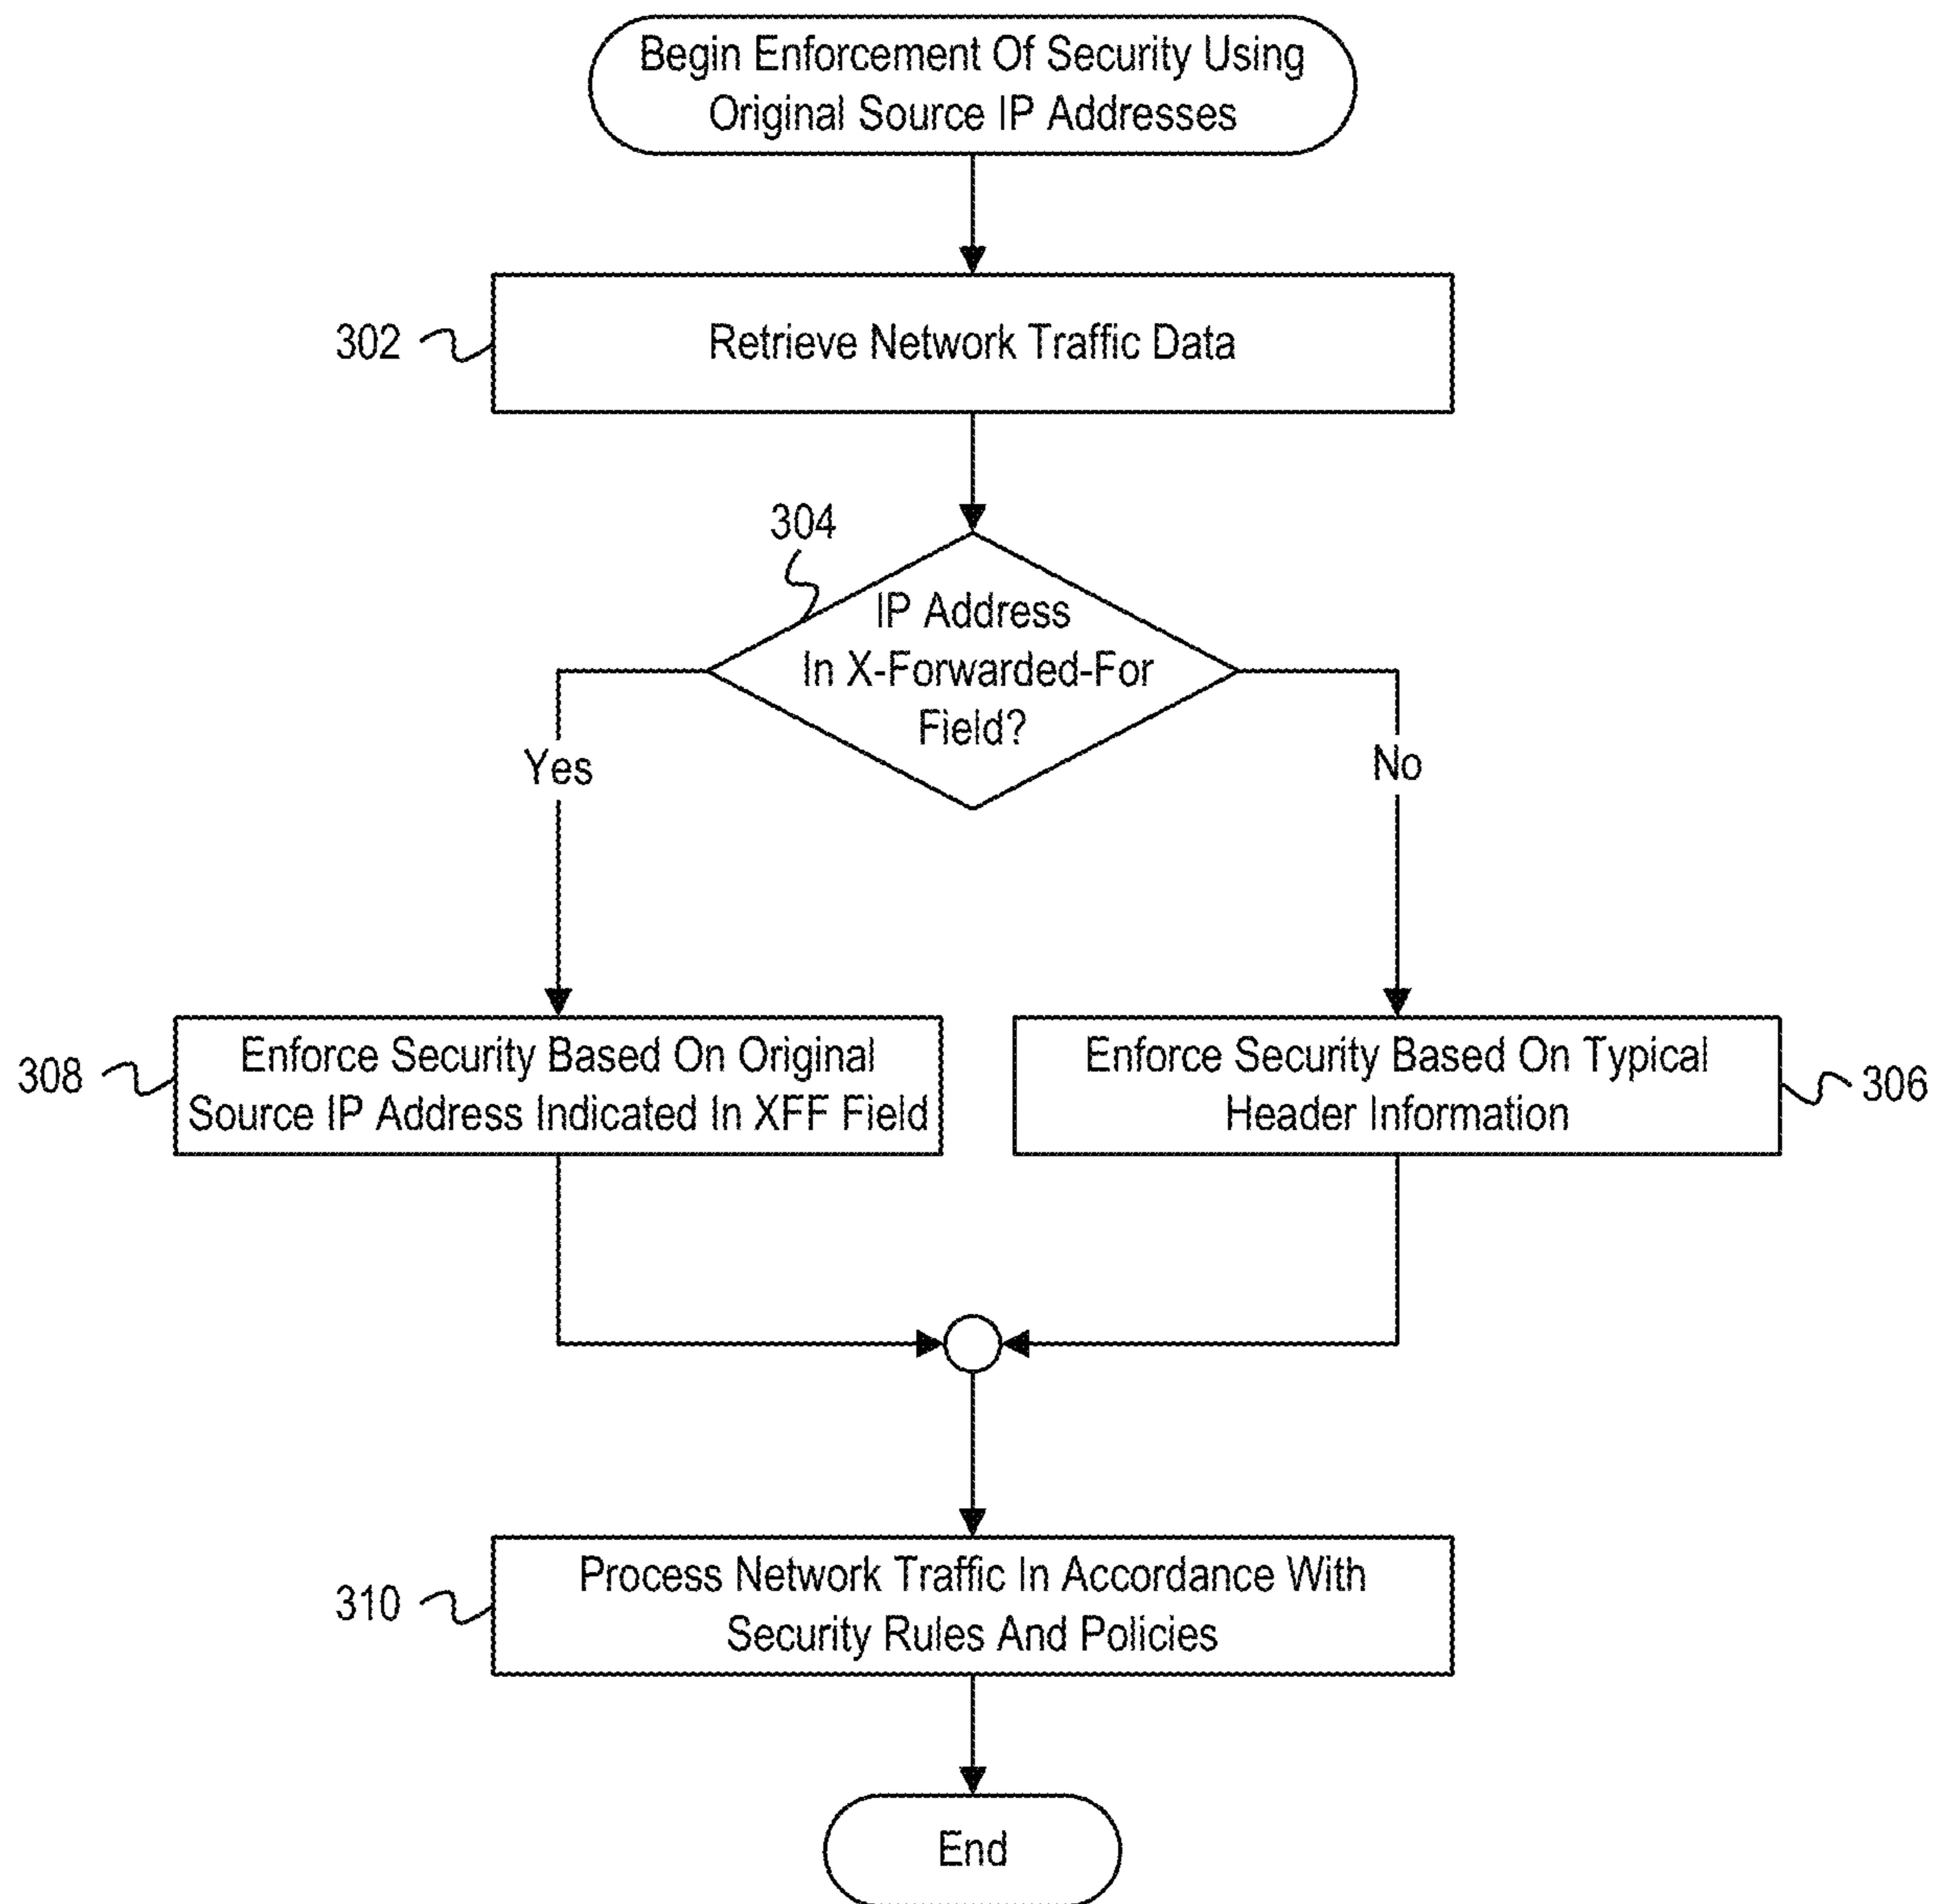 Begin Enforcement Of Security Using
Original Source IP Addresses
302
Retrieve Network Traffic Data
304
IP Address
In X-Forwarded-For
Field?
Yes
No
308
Enforce Security Based On Original
Source IP Address Indicated In XFF Field
Enforce Security Based On Typical
Header Information
306
310
Process Network Traffic In Accordance With
Security Rules And Policies
End